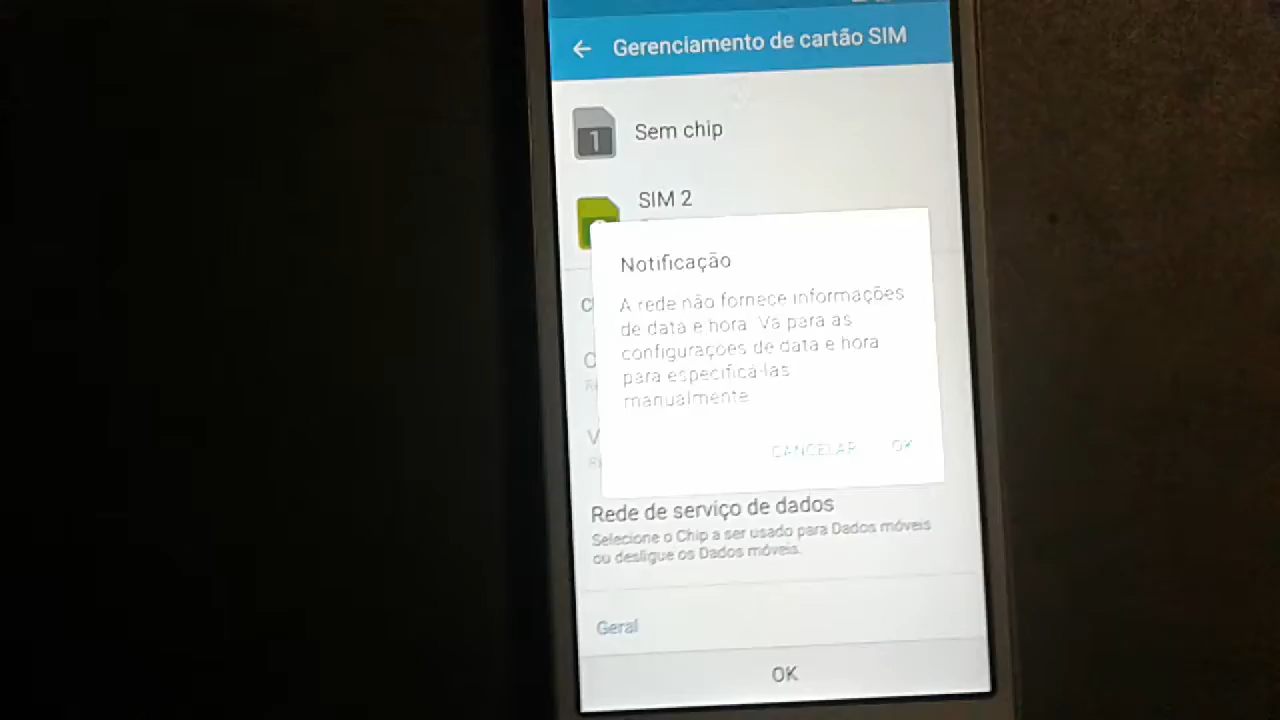 Gerenciamento de cartão SIM
1
Sem chip
SIM 2
Notificação
A rede não fornece informações
de data e hora. Vá para as
configurações de data e hora
para especificá-las
manualmente
CANCELAR OK
Rede de serviço de dados
Selecione o Chip a ser usado para Dados móveis
ou desligue os Dados móveis.
Geral
OK